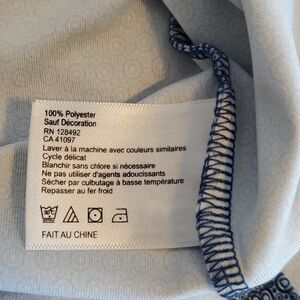 100% Polyester
Sauf Décoration
RN 128492
CA 41097
Laver à la machine avec couleurs similaires
Cycle délicat
Blanchir sans chlore si nécessaire
Ne pas utiliser d'agents adoucissants
Sécher par culbutage à basse température
Repasser au fer froid
FAIT AU CHINE